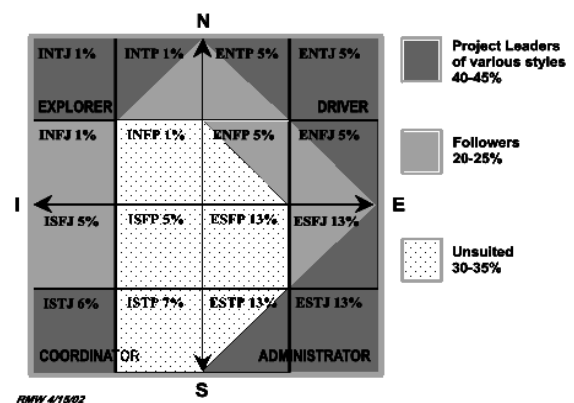 N
INTJ 1% INTP 1% ENTP 5% ENTJ 5%
EXPLORER DRIVER
INFJ 1% INFP 1% ENFP 5% ENFJ 5%
I E
ISFJ 5% ISFP 5% ESFP 13% ESFJ 13%
ISTJ 6% ISTP 7% ESTP 13% ESTJ 13%
COORDINATOR ADMINISTRATOR
S
RMW 4/15/02
Project Leaders
of various styles
40-45%
Followers
20-25%
Unsuited
30-35%